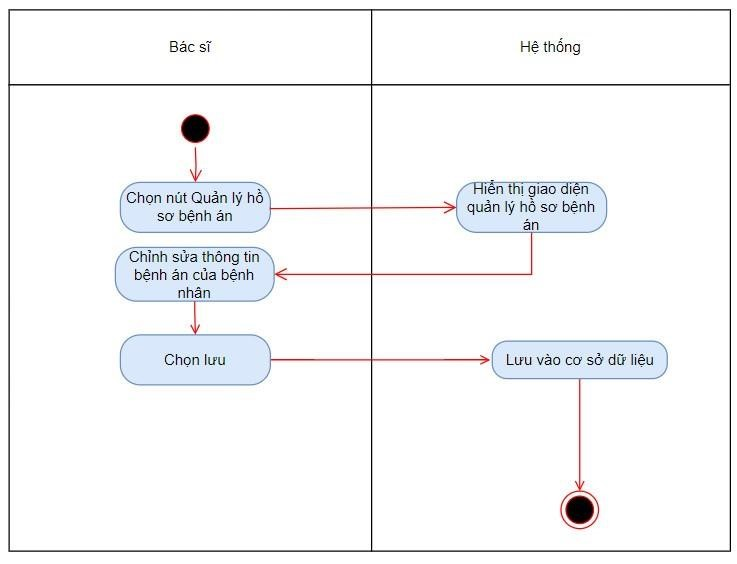 Bác sĩ
Hệ thống
Chọn nút Quản lý hồ
sơ bệnh án
Hiển thị giao diện
quản lý hồ sơ bệnh
án
Chỉnh sửa thông tin
bệnh án của bệnh
nhân
Chọn lưu
Lưu vào cơ sở dữ liệu